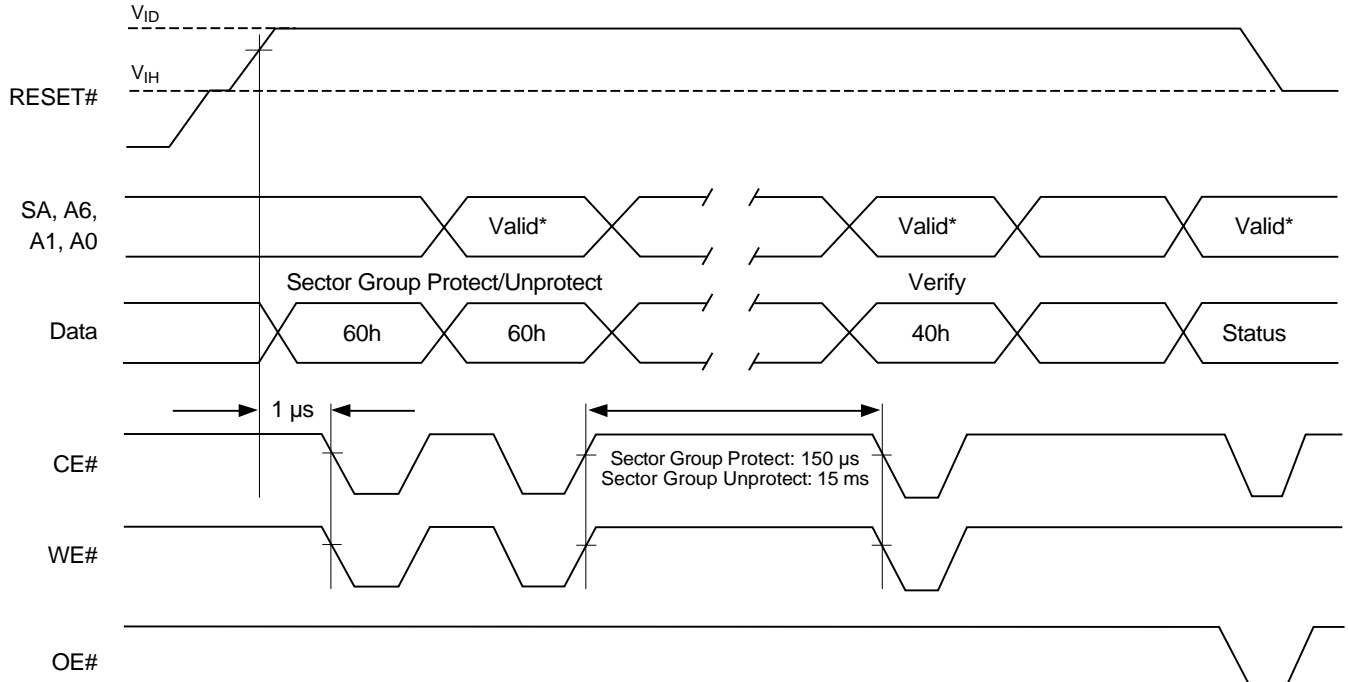 VID
VIH
RESET#
SA, A6,
A1, A0
Valid*
Valid*
Valid*
Sector Group Protect/Unprotect
Verify
Data
60h
60h
40h
Status
1 µs
CE#
Sector Group Protect: 150 µs
Sector Group Unprotect: 15 ms
WE#
OE#